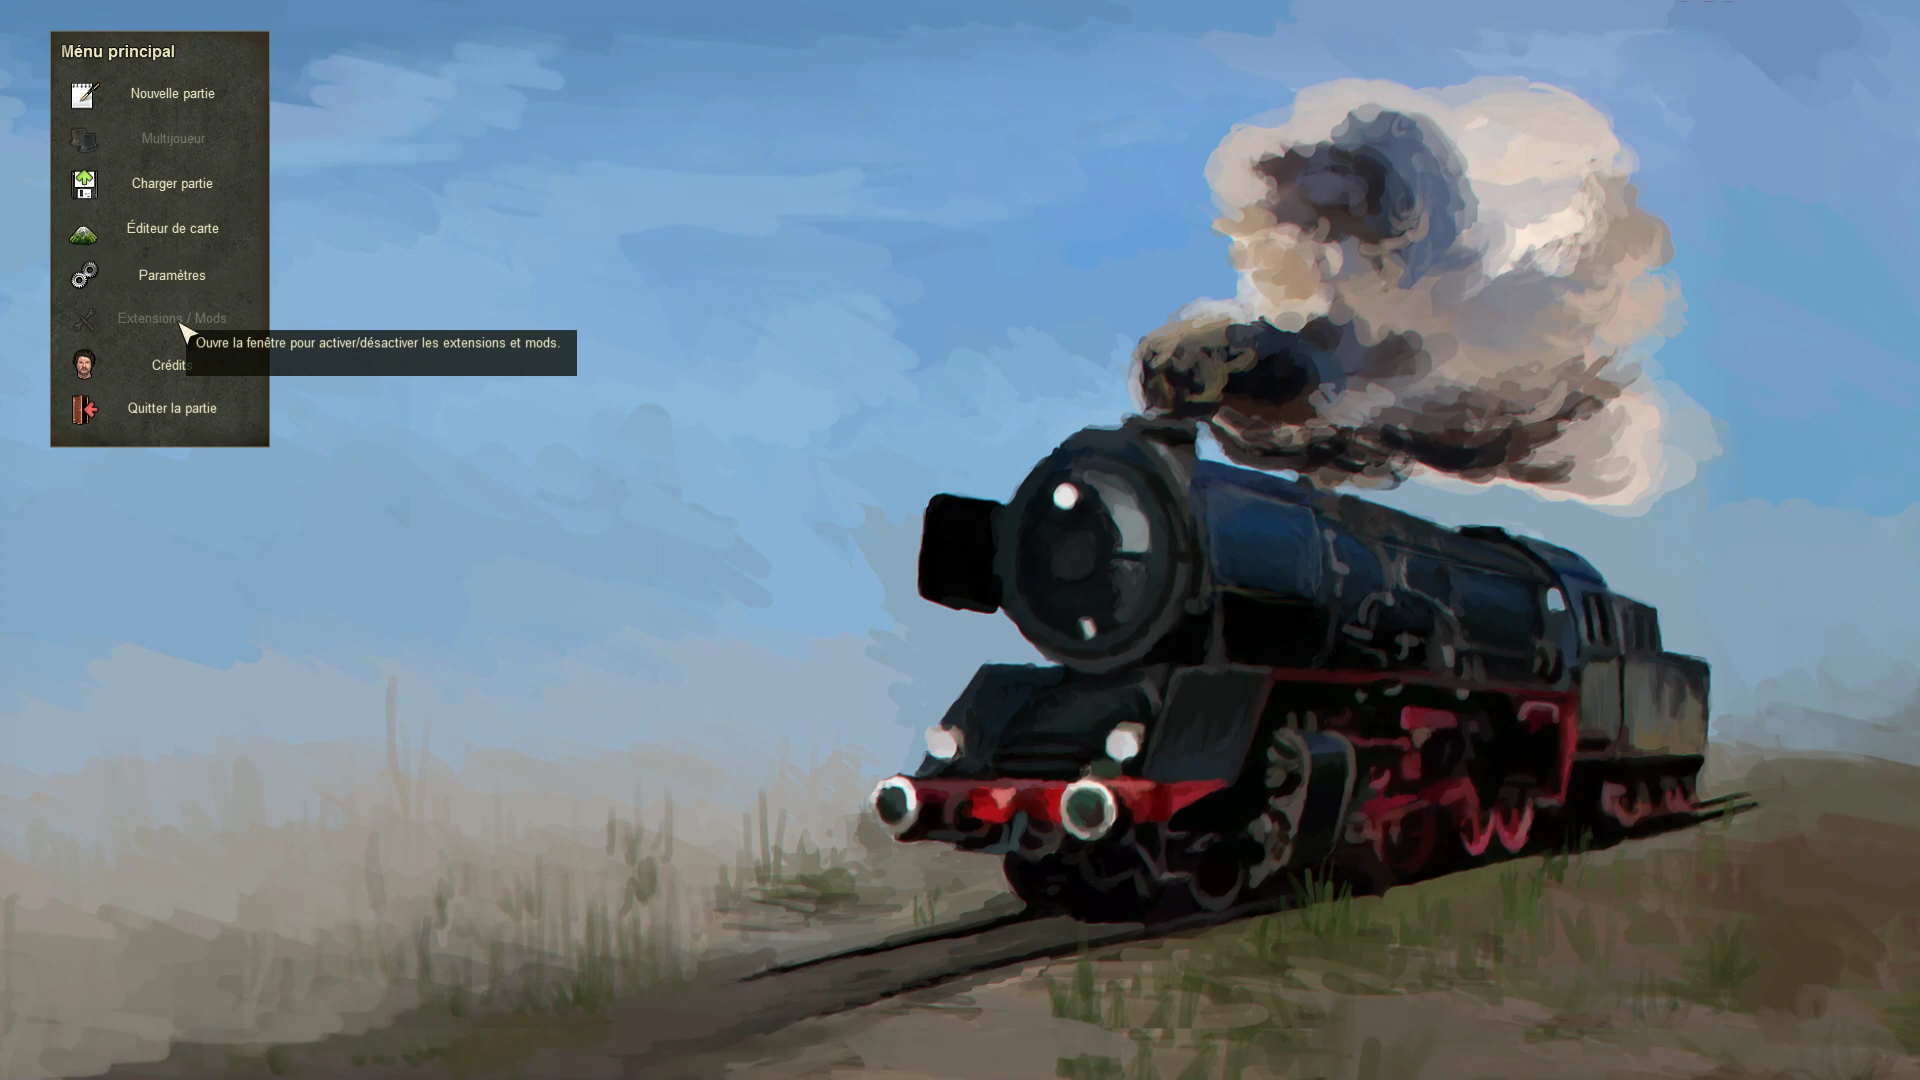 Ménu principal
Nouvelle partie
Multijoueur
Charger partie
Éditeur de carte
Paramètres
Extensions / Mods
Ouvre la fenêtre pour activer/désactiver les extensions et mods.
Crédits
Quitter la partie